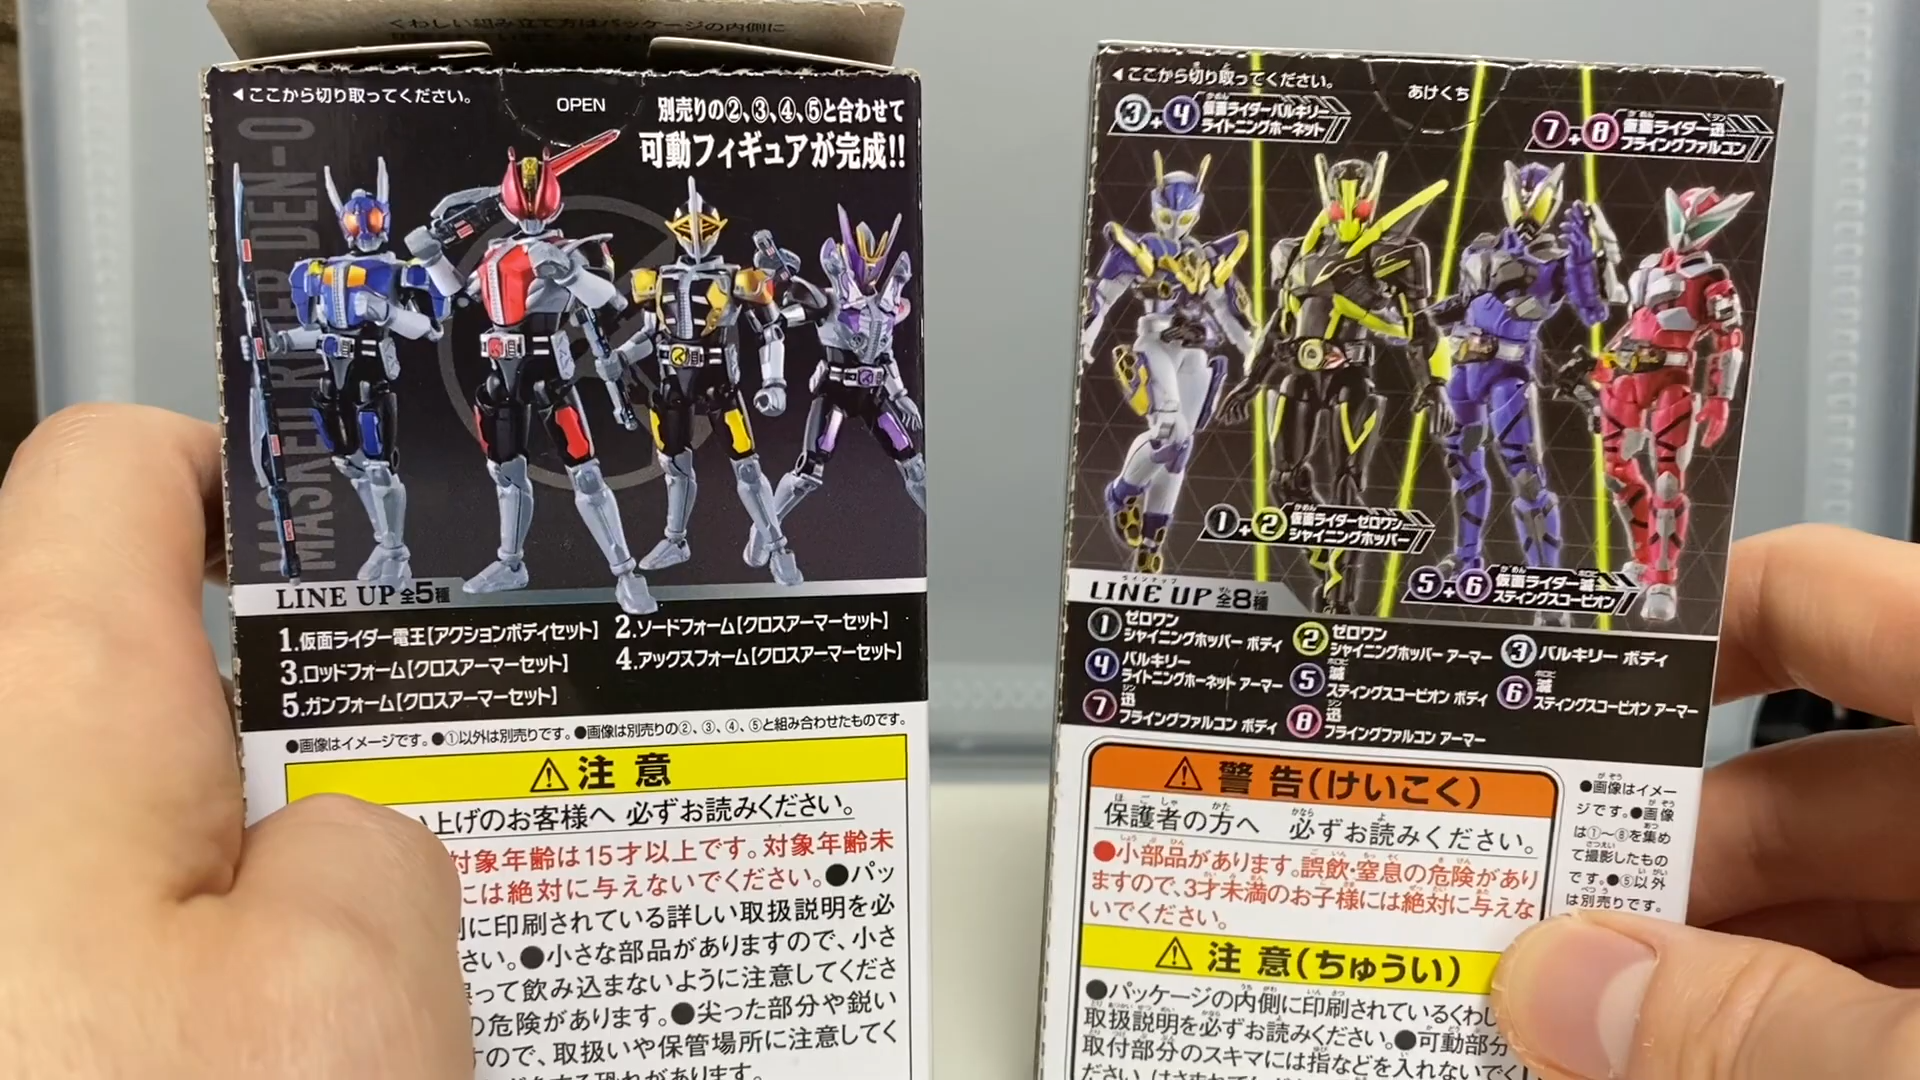 くわしい組み立て方はパッケージの内側に
◀ここから切り取ってください。
OPEN
別売りの②、③、④、⑤と合わせて
可動フィギュアが完成!!
MASKED RIDER DEN-O
LINE UP 全5種
1.仮面ライダー電王【アクションボディセット】 2.ソードフォーム【クロスアーマーセット】
3.ロッドフォーム【クロスアーマーセット】 4.アックスフォーム【クロスアーマーセット】
5.ガンフォーム【クロスアーマーセット】
●画像はイメージです。●①以外は別売りです。●画像は別売りの②、③、④、⑤と組み合わせたものです。
⚠注意
上げのお客様へ 必ずお読みください。
対象年齢は15才以上です。対象年齢未
には絶対に与えないでください。●パッ
に印刷されている詳しい取扱説明を必
さい。●小さな部品がありますので、小さ
って飲み込まないように注意してくださ
の危険があります。●尖った部分や鋭い
すので、取扱いや保管場所に注意してく
をする恐れがあります。
◀ここから切り取ってください。
あけくち
③+④ 仮面ライダーバルキリー
ライトニングホーネット
⑦+⑧ 仮面ライダー迅
フライングファルコン
①+② 仮面ライダーゼロワン
シャイニングホッパー
⑤+⑥ 仮面ライダー滅
スティングスコーピオン
LINE UP 全8種
① ゼロワン
シャイニングホッパー ボディ
② ゼロワン
シャイニングホッパー アーマー
③ バルキリー ボディ
④ バルキリー
ライトニングホーネット アーマー
⑤ 滅
スティングスコーピオン ボディ
⑥ 滅
スティングスコーピオン アーマー
⑦ 迅
フライングファルコン ボディ
⑧ 迅
フライングファルコン アーマー
⚠警告(けいこく)
保護者の方へ 必ずお読みください。
●小部品があります。誤飲・窒息の危険があり
ますので、3才未満のお子様には絶対に与えな
いでください。
●画像はイメー
ジです。●画像
は①〜⑧を集め
て撮影したもの
です。●⑤以外
は別売りです。
⚠注意(ちゅうい)
●パッケージの内側に印刷されているくわし
取扱説明を必ずお読みください。●可動部分
取付部分のスキマには指などを入れないでく